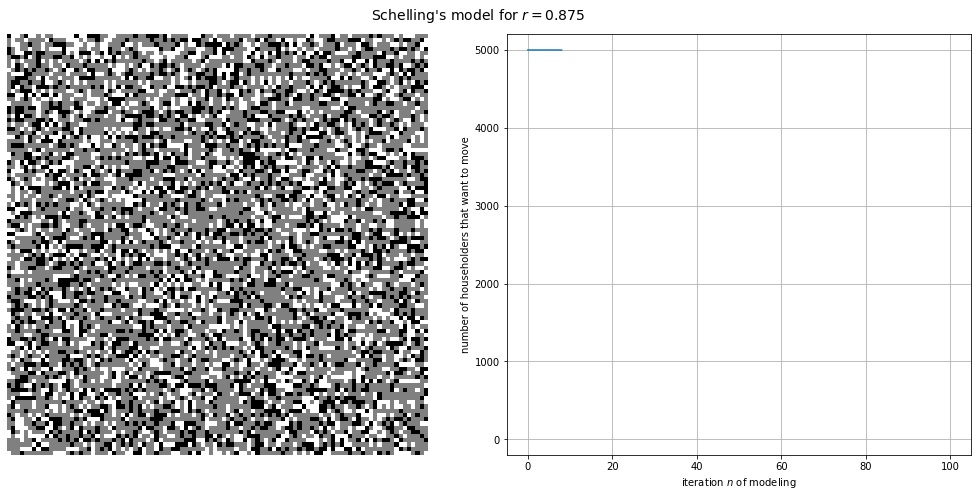 Schelling's model for r = 0.875
number of householders that want to move
5000
4000
3000
2000
1000
0
0 20 40 60 80 100
iteration n of modeling